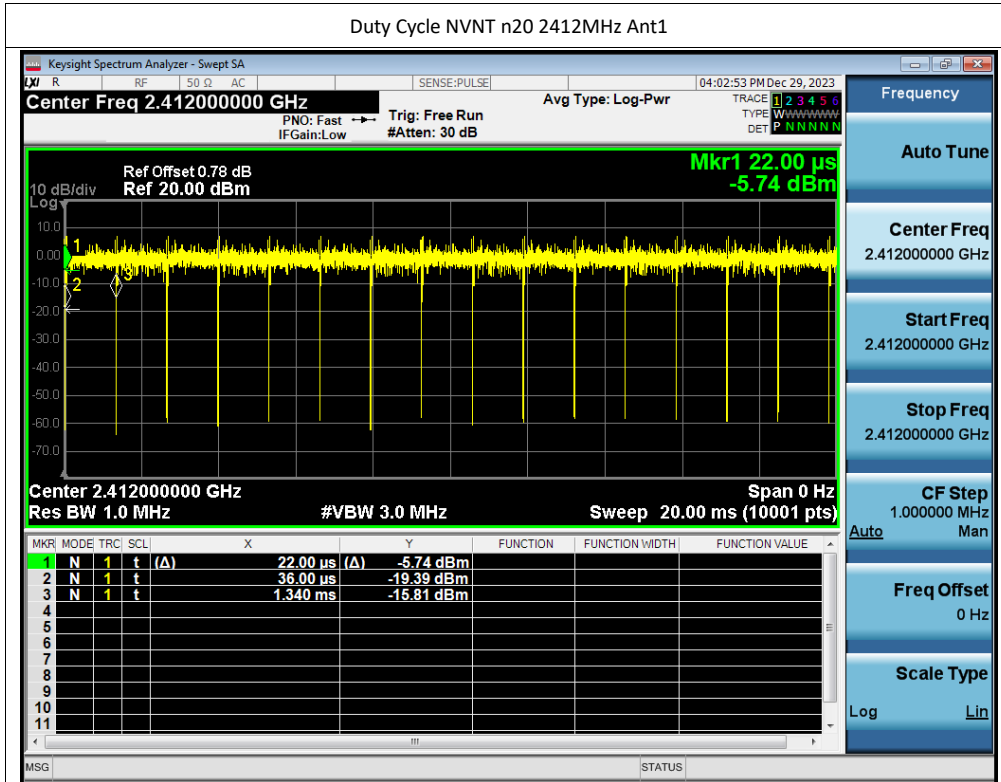 Duty Cycle NVNT n20 2412MHz Ant1
Keysight Spectrum Analyzer - Swept SA
LXI R RF 50 Ω AC SENSE:PULSE 04:02:53 PM Dec 29, 2023
Center Freq 2.412000000 GHz
PNO: Fast
IFGain:Low
Trig: Free Run
#Atten: 30 dB
Avg Type: Log-Pwr
TRACE 1 2 3 4 5 6
TYPE WWWWWW
DET P N N N N N
Ref Offset 0.78 dB
Ref 20.00 dBm
10 dB/div
Log
Mkr1 22.00 µs
-5.74 dBm
10.0
0.00
-10.0
-20.0
-30.0
-40.0
-50.0
-60.0
-70.0
1
2
3
Center 2.412000000 GHz Span 0 Hz
Res BW 1.0 MHz #VBW 3.0 MHz Sweep 20.00 ms (10001 pts)
MKR MODE TRC SCL X Y FUNCTION FUNCTION WIDTH FUNCTION VALUE
1 N 1 t (Δ) 22.00 µs (Δ) -5.74 dBm
2 N 1 t 36.00 µs -19.39 dBm
3 N 1 t 1.340 ms -15.81 dBm
4
5
6
7
8
9
10
11
MSG STATUS
Frequency
Auto Tune
Center Freq
2.412000000 GHz
Start Freq
2.412000000 GHz
Stop Freq
2.412000000 GHz
CF Step
1.000000 MHz
Auto Man
Freq Offset
0 Hz
Scale Type
Log Lin